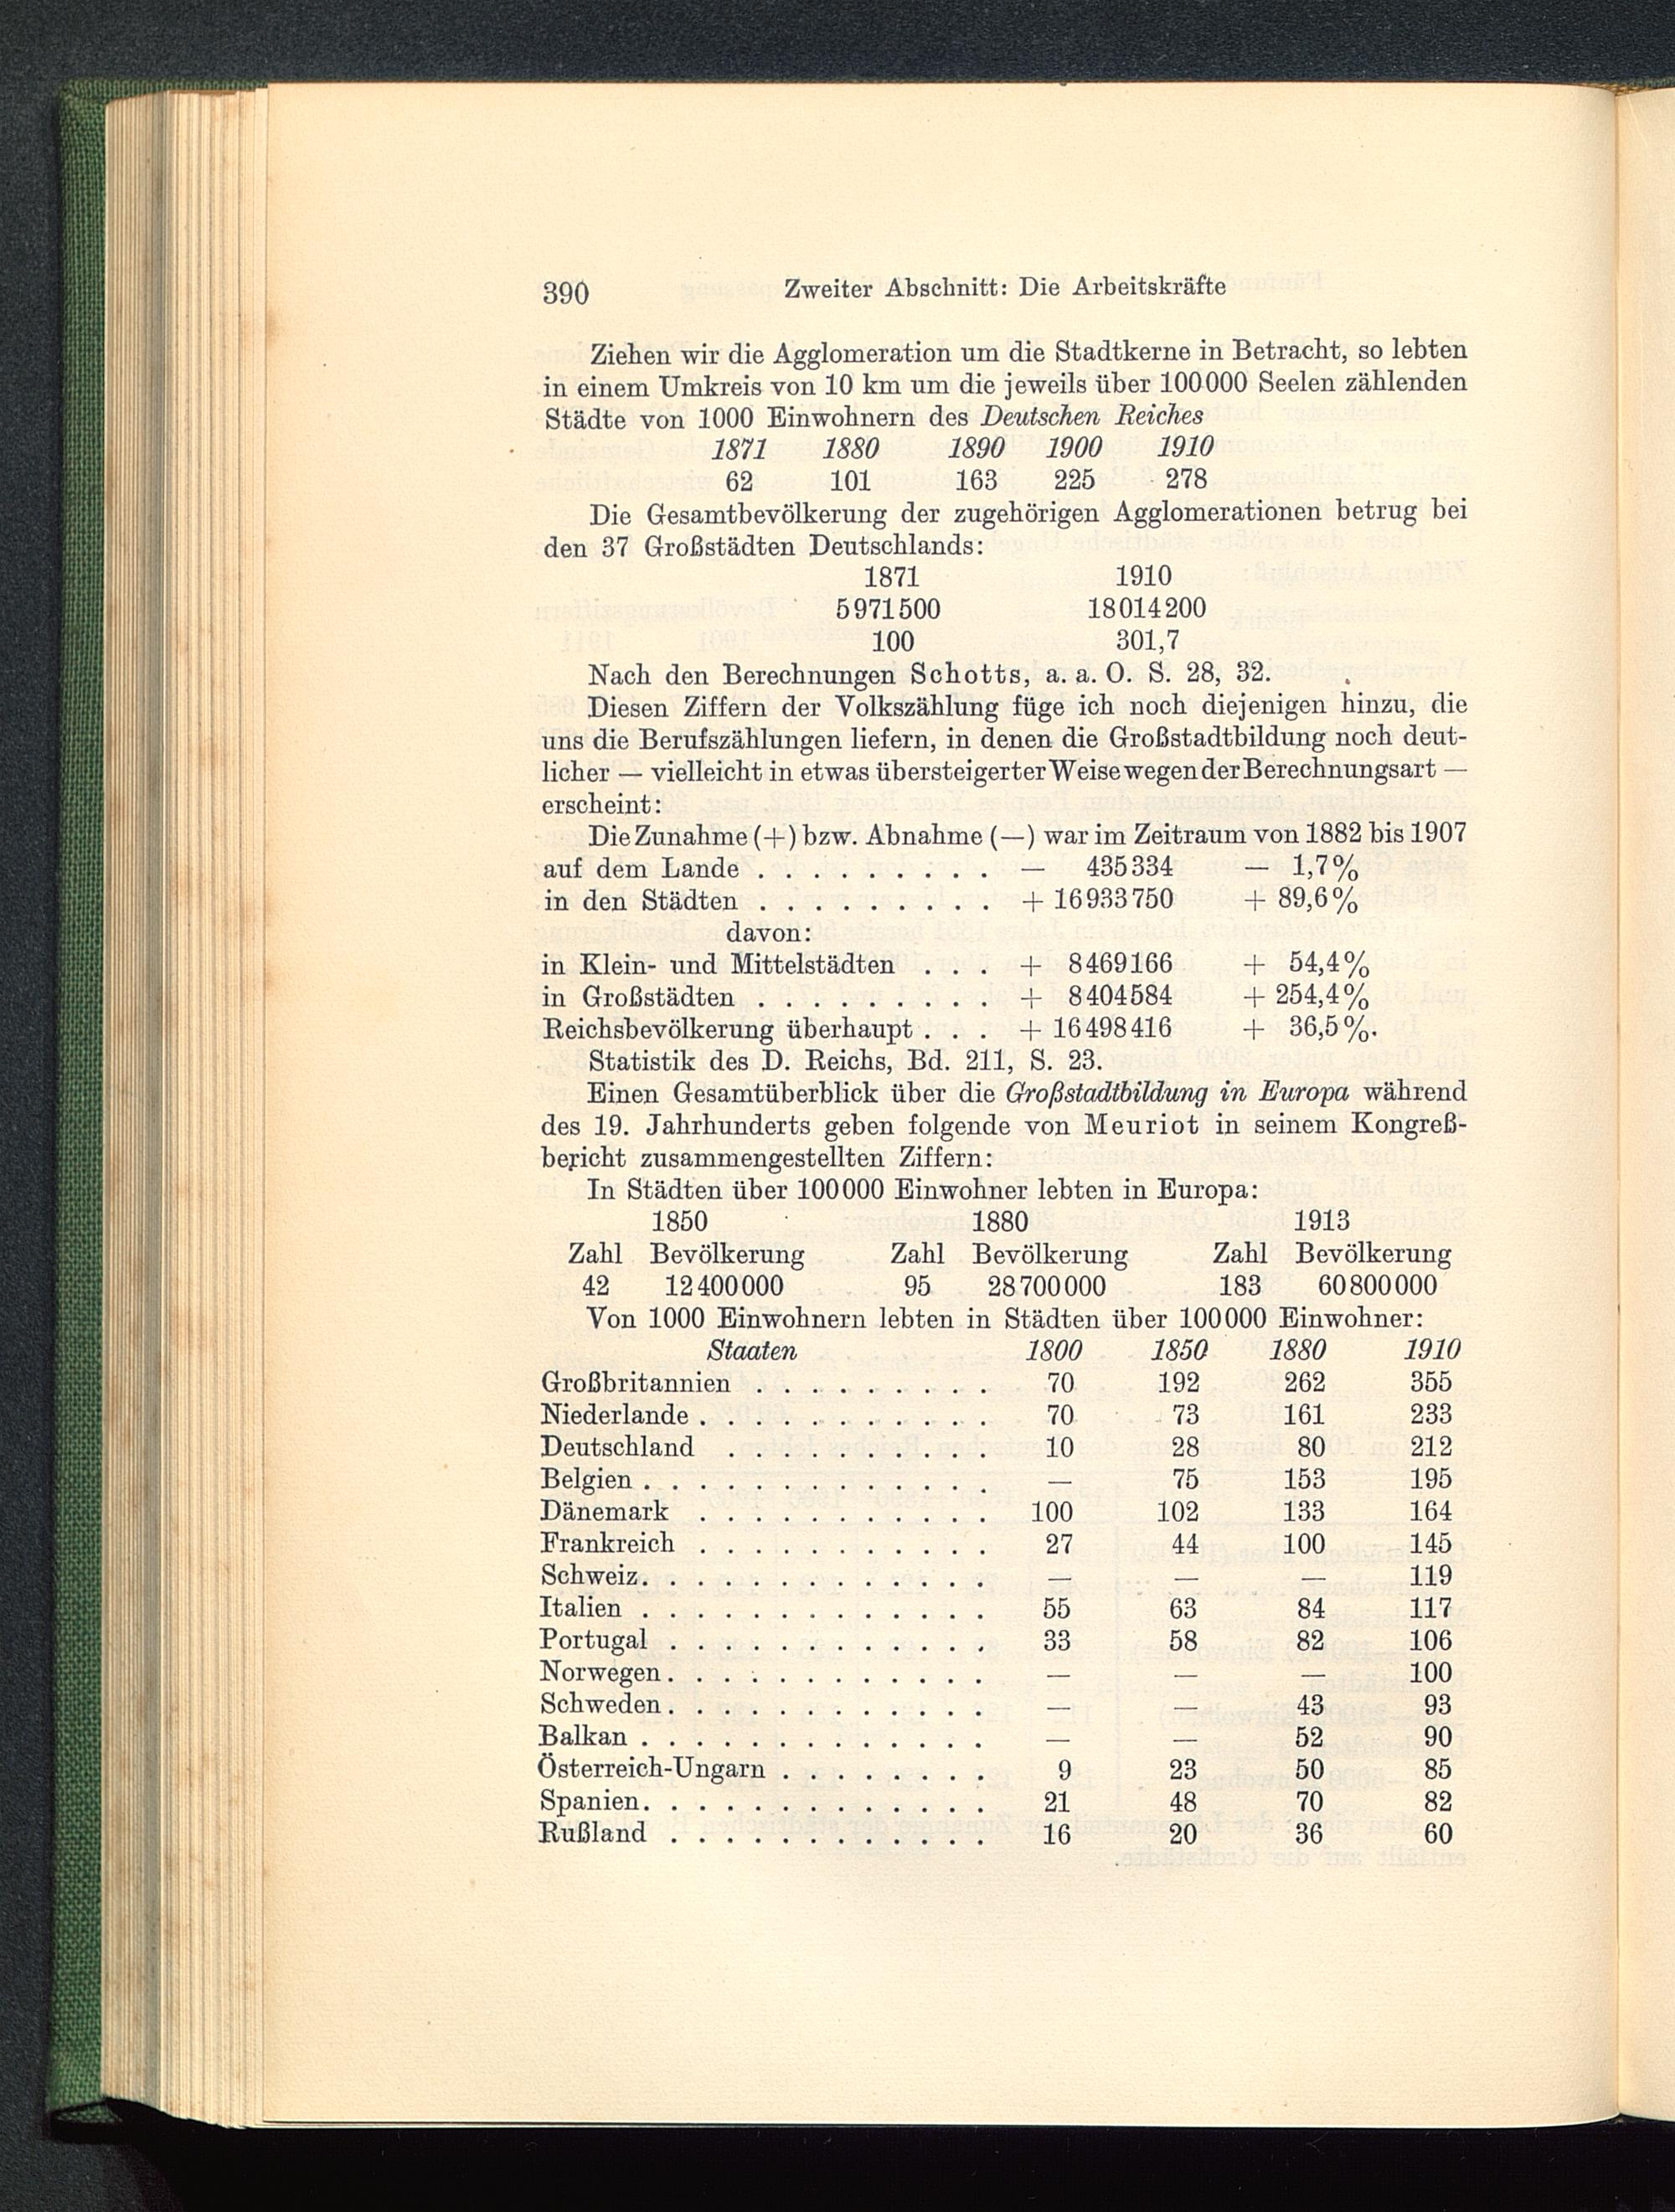 390 Zweiter Abschnitt: Die Arbeitskräfte
Ziehen wir die Agglomeration um die Stadtkerne in Betracht, so lebten
in einem Umkreis von 10 km um die jeweils über 100000 Seelen zählenden
Städte von 1000 Einwohnern des Deutschen Reiches
1871 1880 1890 1900 1910
62 101 163 225 278
Die Gesamtbevölkerung der zugehörigen Agglomerationen betrug bei
den 37 Großstädten Deutschlands:
1871 1910
5971500 18014200
100 301,7
Nach den Berechnungen Schotts, a. a. O. S. 28, 32.
Diesen Ziffern der Volkszählung füge ich noch diejenigen hinzu, die
uns die Berufszählungen liefern, in denen die Großstadtbildung noch deut-
licher — vielleicht in etwas übersteigerter Weise wegen der Berechnungsart —
erscheint:
Die Zunahme (+) bzw. Abnahme (—) war im Zeitraum von 1882 bis 1907
auf dem Lande . . . . . . . . . — 435334 — 1,7%
in den Städten . . . . . . . . . + 16933750 + 89,6%
davon:
in Klein- und Mittelstädten . . . + 8469166 + 54,4%
in Großstädten . . . . . . . . . + 8404584 + 254,4%
Reichsbevölkerung überhaupt . . . + 16498416 + 36,5%.
Statistik des D. Reichs, Bd. 211, S. 23.
Einen Gesamtüberblick über die Großstadtbildung in Europa während
des 19. Jahrhunderts geben folgende von Meuriot in seinem Kongreß-
bericht zusammengestellten Ziffern:
In Städten über 100000 Einwohner lebten in Europa:
1850 1880 1913
Zahl Bevölkerung Zahl Bevölkerung Zahl Bevölkerung
42 12400000 95 28700000 183 60800000
Von 1000 Einwohnern lebten in Städten über 100000 Einwohner:
Staaten 1800 1850 1880 1910
Großbritannien . . . . . . . . . 70 192 262 355
Niederlande . . . . . . . . . . . 70 73 161 233
Deutschland . . . . . . . . . . 10 28 80 212
Belgien . . . . . . . . . . . . . — 75 153 195
Dänemark . . . . . . . . . . . 100 102 133 164
Frankreich . . . . . . . . . . . 27 44 100 145
Schweiz. . . . . . . . . . . . . — — — 119
Italien . . . . . . . . . . . . . 55 63 84 117
Portugal . . . . . . . . . . . . 33 58 82 106
Norwegen. . . . . . . . . . . . — — — 100
Schweden. . . . . . . . . . . . — — 43 93
Balkan . . . . . . . . . . . . . — — 52 90
Österreich-Ungarn . . . . . . . . 9 23 50 85
Spanien. . . . . . . . . . . . . 21 48 70 82
Rußland . . . . . . . . . . . . 16 20 36 60